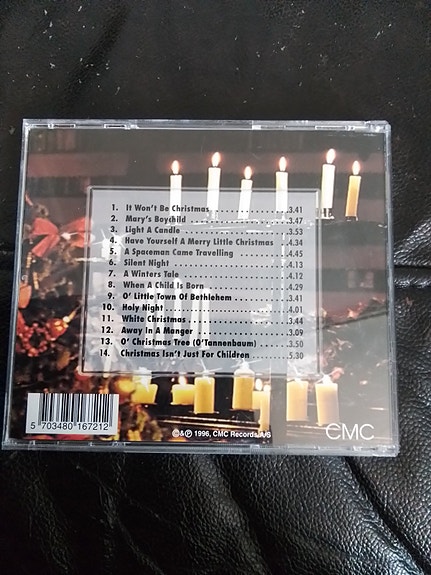 1. It Won't Be Christmas..............3.41
2. Mary's Boychild....................3.47
3. Light A Candle.....................3.53
4. Have Yourself A Merry Little Christmas....4.34
5. A Spaceman Came Travelling.........4.45
6. Silent Night.......................4.13
7. A Winters Tale.....................4.12
8. When A Child Is Born...............4.29
9. O' Little Town Of Bethlehem........3.41
10. Holy Night........................4.01
11. White Christmas...................3.44
12. Away In A Manger..................3.09
13. O' Christmas Tree (O'Tannenbaum)..3.50
14. Christmas Isn't Just For Children.....5.30
5 703480 167212
©&℗ 1996, CMC Records A/S
CMC